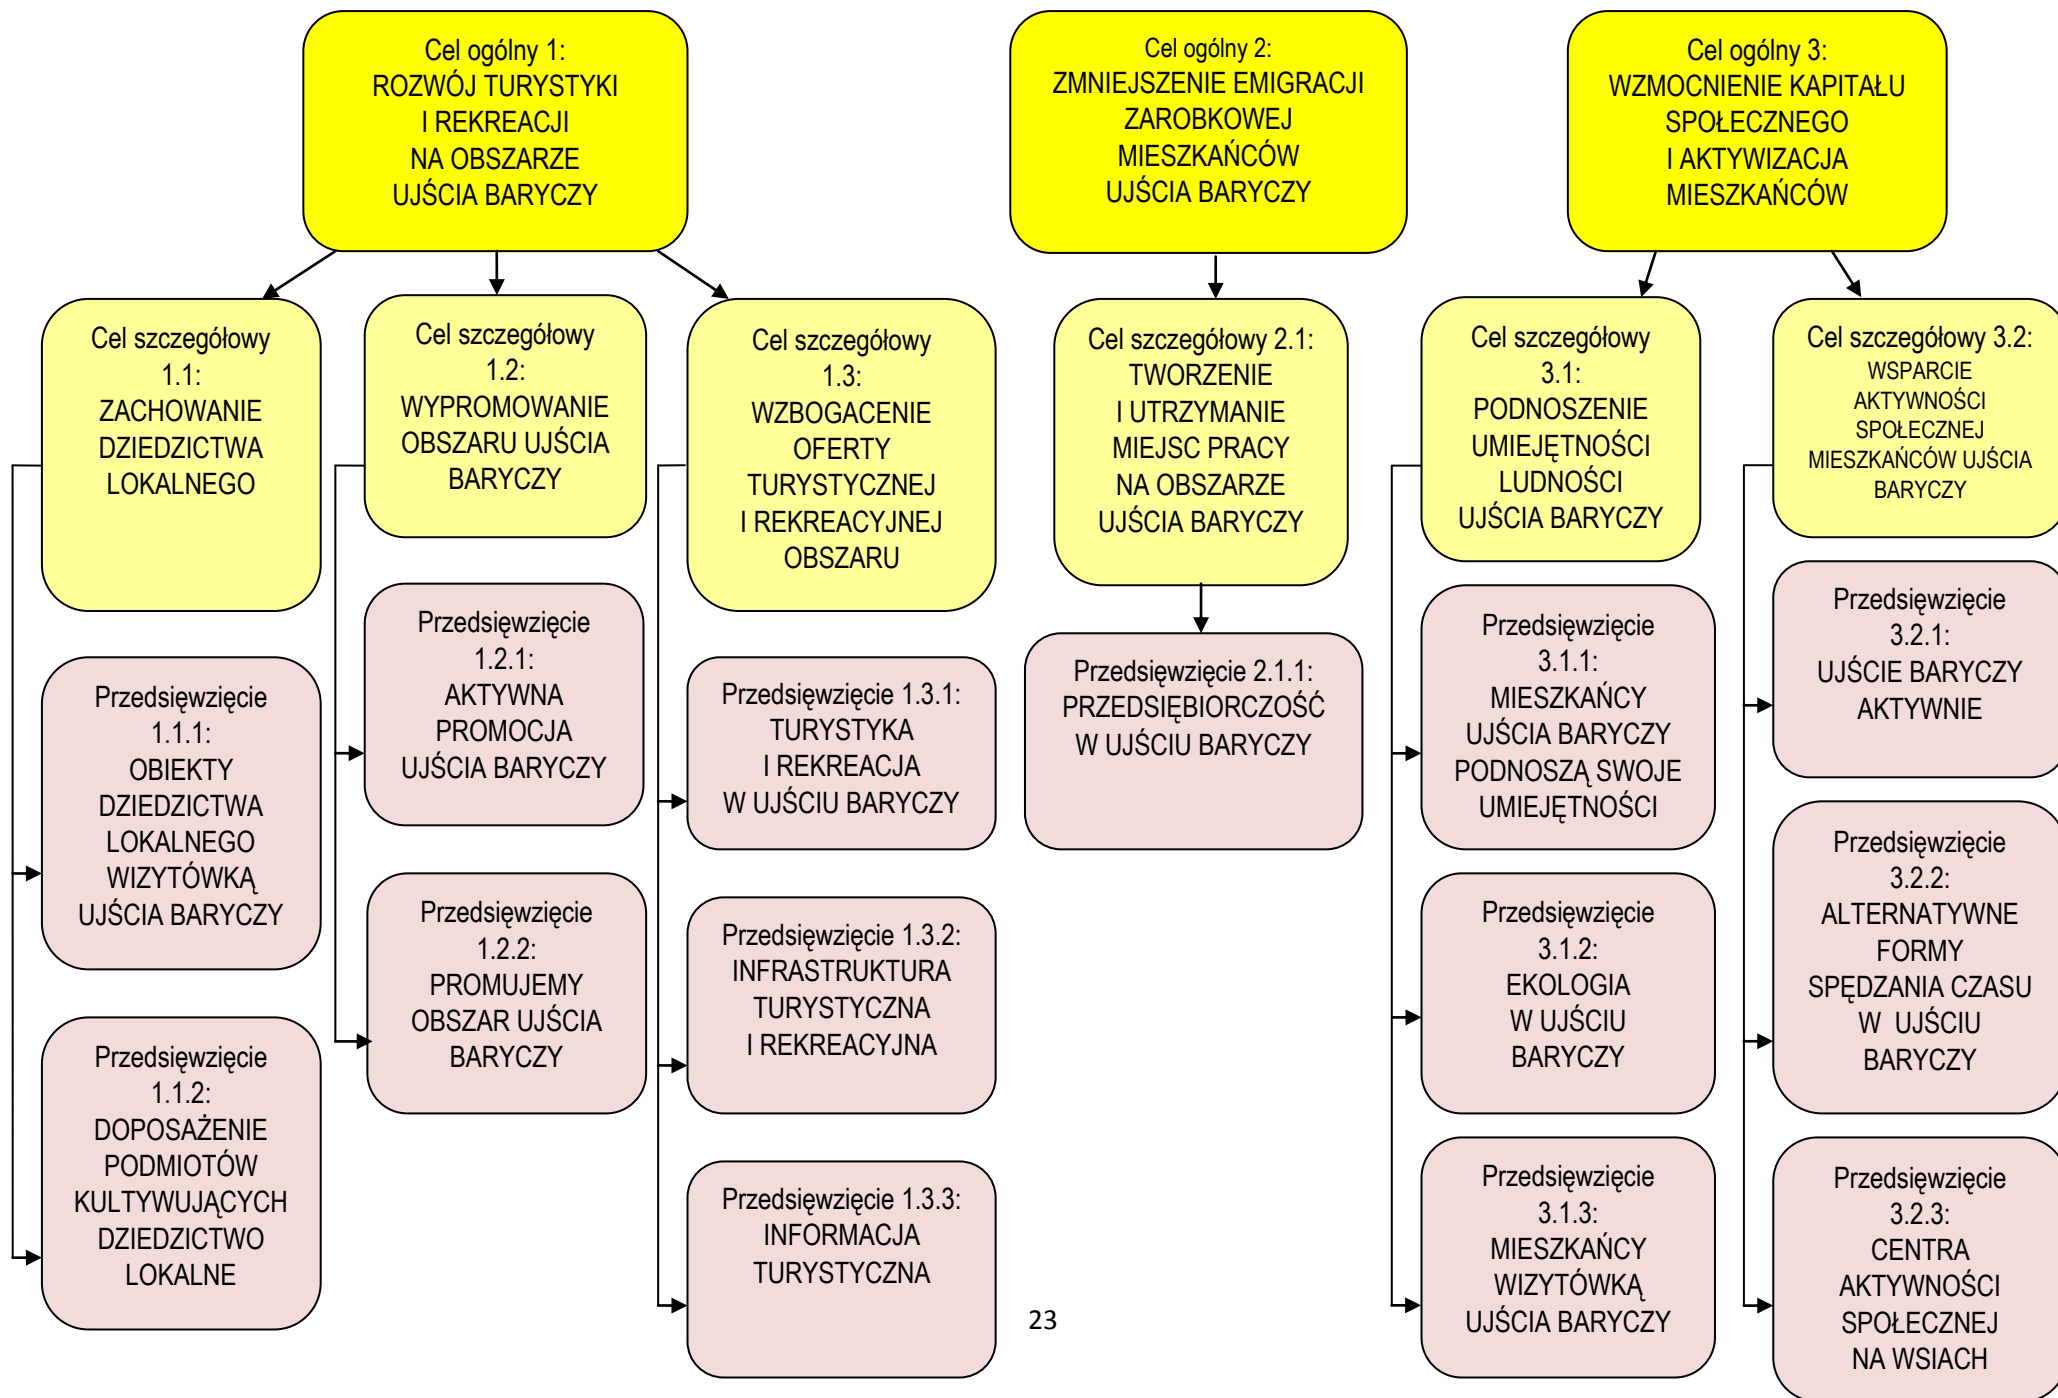 Cel ogólny 1:
ROZWÓJ TURYSTYKI
I REKREACJI
NA OBSZARZE
UJŚCIA BARYCZY
Cel ogólny 2:
ZMNIEJSZENIE EMIGRACJI
ZAROBKOWEJ
MIESZKAŃCÓW
UJŚCIA BARYCZY
Cel ogólny 3:
WZMOCNIENIE KAPITAŁU
SPOŁECZNEGO
I AKTYWIZACJA
MIESZKAŃCÓW
Cel szczegółowy
1.1:
ZACHOWANIE
DZIEDZICTWA
LOKALNEGO
Cel szczegółowy
1.2:
WYPROMOWANIE
OBSZARU UJŚCIA
BARYCZY
Cel szczegółowy
1.3:
WZBOGACENIE
OFERTY
TURYSTYCZNEJ
I REKREACYJNEJ
OBSZARU
Cel szczegółowy 2.1:
TWORZENIE
I UTRZYMANIE
MIEJSC PRACY
NA OBSZARZE
UJŚCIA BARYCZY
Cel szczegółowy
3.1:
PODNOSZENIE
UMIEJĘTNOŚCI
LUDNOŚCI
UJŚCIA BARYCZY
Cel szczegółowy 3.2:
WSPARCIE
AKTYWNOŚCI
SPOŁECZNEJ
MIESZKAŃCÓW UJŚCIA
BARYCZY
Przedsięwzięcie
1.1.1:
OBIEKTY
DZIEDZICTWA
LOKALNEGO
WIZYTÓWKĄ
UJŚCIA BARYCZY
Przedsięwzięcie
1.1.2:
DOPOSAŻENIE
PODMIOTÓW
KULTYWUJĄCYCH
DZIEDZICTWO
LOKALNE
Przedsięwzięcie
1.2.1:
AKTYWNA
PROMOCJA
UJŚCIA BARYCZY
Przedsięwzięcie
1.2.2:
PROMUJEMY
OBSZAR UJŚCIA
BARYCZY
Przedsięwzięcie 1.3.1:
TURYSTYKA
I REKREACJA
W UJŚCIU BARYCZY
Przedsięwzięcie 1.3.2:
INFRASTRUKTURA
TURYSTYCZNA
I REKREACYJNA
Przedsięwzięcie 1.3.3:
INFORMACJA
TURYSTYCZNA
Przedsięwzięcie 2.1.1:
PRZEDSIĘBIORCZOŚĆ
W UJŚCIU BARYCZY
Przedsięwzięcie
3.1.1:
MIESZKAŃCY
UJŚCIA BARYCZY
PODNOSZĄ SWOJE
UMIEJĘTNOŚCI
Przedsięwzięcie
3.1.2:
EKOLOGIA
W UJŚCIU
BARYCZY
Przedsięwzięcie
3.1.3:
MIESZKAŃCY
WIZYTÓWKĄ
UJŚCIA BARYCZY
Przedsięwzięcie
3.2.1:
UJŚCIE BARYCZY
AKTYWNIE
Przedsięwzięcie
3.2.2:
ALTERNATYWNE
FORMY
SPĘDZANIA CZASU
W UJŚCIU
BARYCZY
Przedsięwzięcie
3.2.3:
CENTRA
AKTYWNOŚCI
SPOŁECZNEJ
NA WSIACH
23